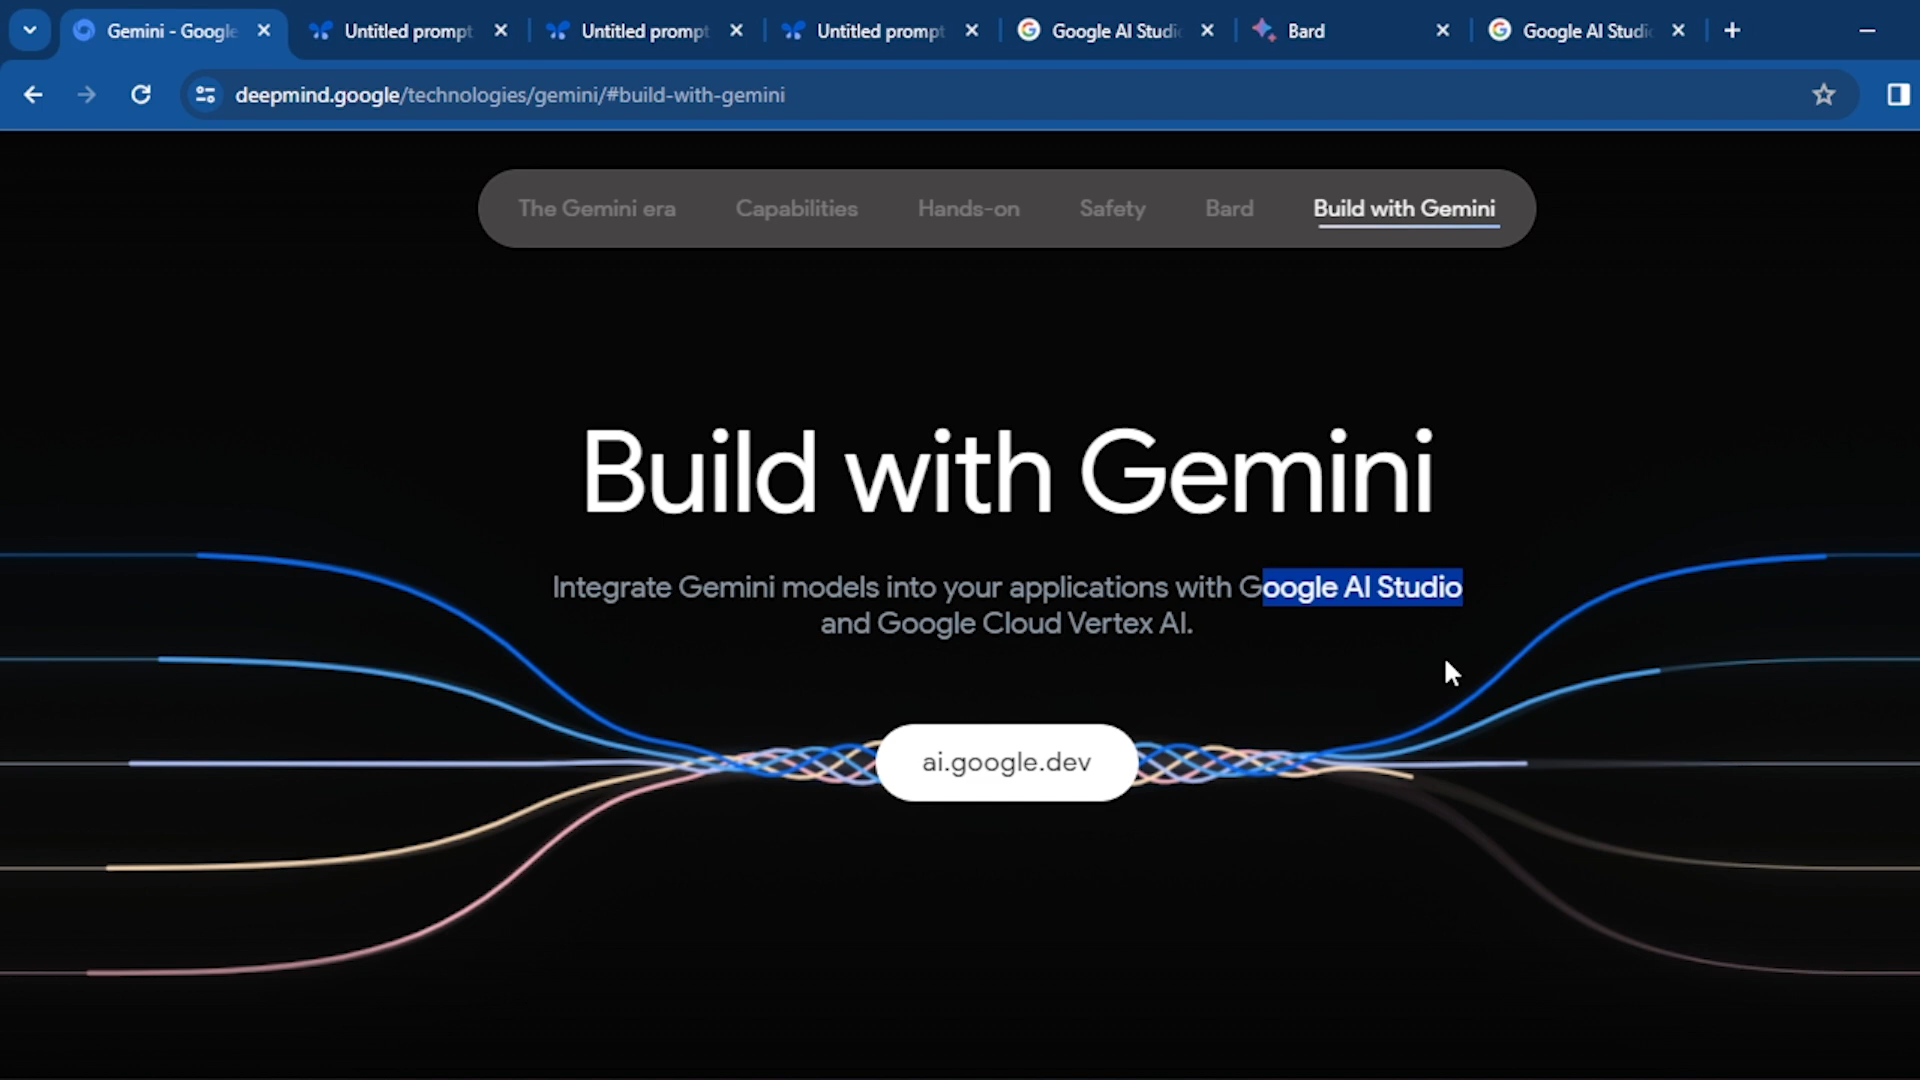 Gemini - Google
Untitled prompt
Untitled prompt
Untitled prompt
Google AI Studi
Bard
Google AI Studi
deepmind.google/technologies/gemini/#build-with-gemini
The Gemini era
Capabilities
Hands-on
Safety
Bard
Build with Gemini
Build with Gemini
Integrate Gemini models into your applications with Google AI Studio
and Google Cloud Vertex AI.
ai.google.dev